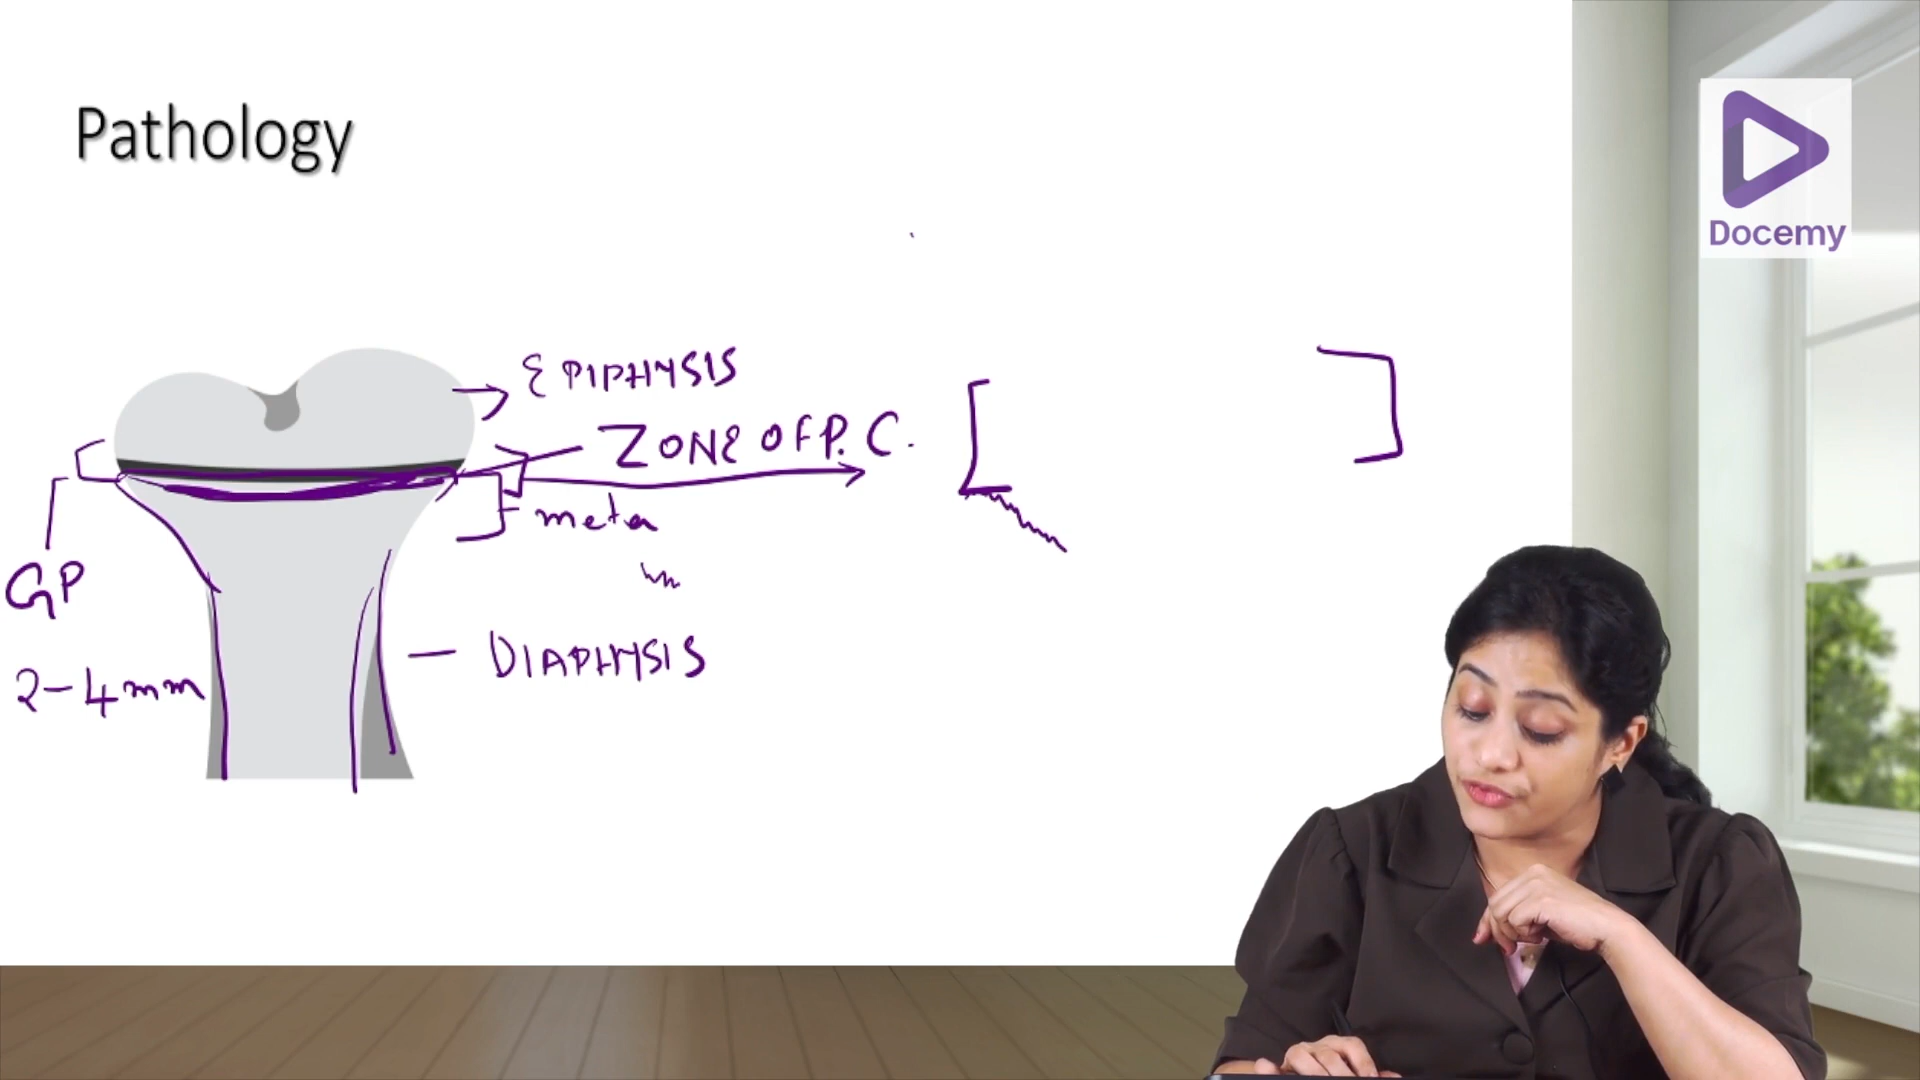 Pathology
Docemy
EPIPHYSIS
ZONE OF P. C.
meta
GP
DIAPHYSIS
2-4mm